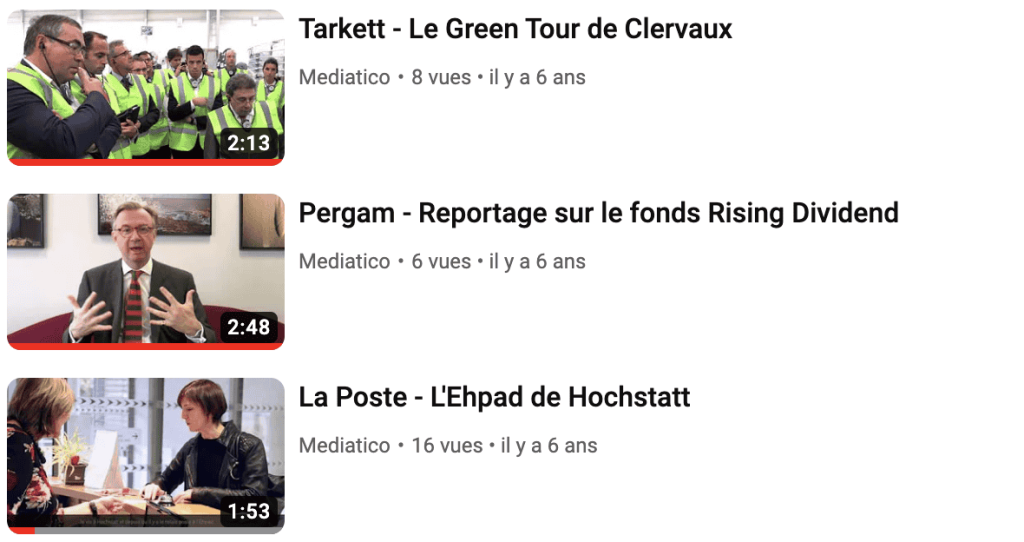 Tarkett - Le Green Tour de Clervaux
Mediatico • 8 vues • il y a 6 ans
2:13
Pergam - Reportage sur le fonds Rising Dividend
Mediatico • 6 vues • il y a 6 ans
2:48
La Poste - L'Ehpad de Hochstatt
Mediatico • 16 vues • il y a 6 ans
1:53